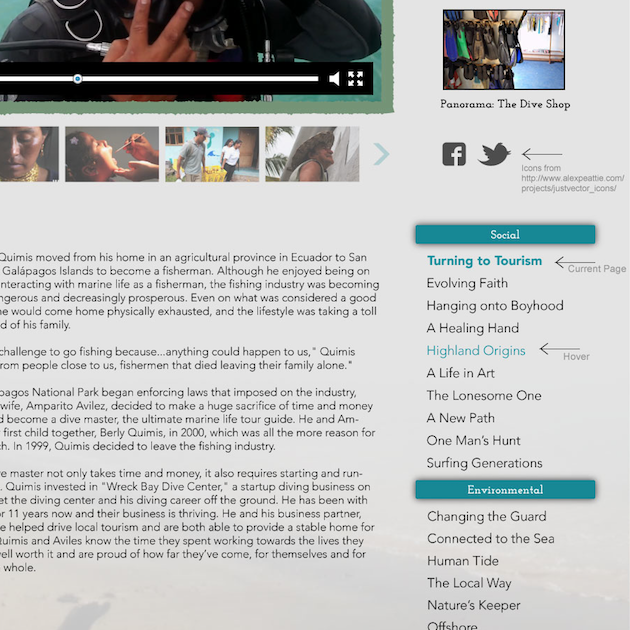 Panorama: The Dive Shop
icons from
http://www.alexpeattie.com/
projects/justvector_icons/
Social
Turning to Tourism
Current Page
Evolving Faith
Hanging onto Boyhood
A Healing Hand
Highland Origins
Hover
A Life in Art
The Lonesome One
A New Path
One Man's Hunt
Surfing Generations
Environmental
Changing the Guard
Connected to the Sea
Human Tide
The Local Way
Nature's Keeper
Offshore
Quimis moved from his home in an agricultural province in Ecuador to San
Galápagos Islands to become a fisherman. Although he enjoyed being on
interacting with marine life as a fisherman, the fishing industry was becoming
ngerous and decreasingly prosperous. Even on what was considered a good
he would come home physically exhausted, and the lifestyle was taking a toll
d of his family.
challenge to go fishing because...anything could happen to us," Quimis
rom people close to us, fishermen that died leaving their family alone."
pagos National Park began enforcing laws that imposed on the industry,
wife, Amparito Avilez, decided to make a huge sacrifice of time and money
d become a dive master, the ultimate marine life tour guide. He and Am-
first child together, Berly Quimis, in 2000, which was all the more reason for
ch. In 1999, Quimis decided to leave the fishing industry.
ve master not only takes time and money, it also requires starting and run-
. Quimis invested in "Wreck Bay Dive Center," a startup diving business on
et the diving center and his diving career off the ground. He has been with
or 11 years now and their business is thriving. He and his business partner,
e helped drive local tourism and are both able to provide a stable home for
Quimis and Aviles know the time they spent working towards the lives they
well worth it and are proud of how far they've come, for themselves and for
whole.